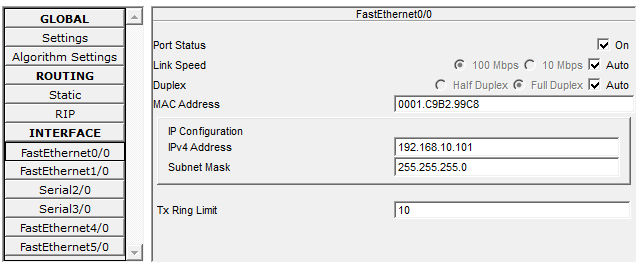 GLOBAL
Settings
Algorithm Settings
ROUTING
Static
RIP
INTERFACE
FastEthernet0/0
FastEthernet1/0
Serial2/0
Serial3/0
FastEthernet4/0
FastEthernet5/0
FastEthernet0/0
Port Status On
Link Speed 100 Mbps 10 Mbps Auto
Duplex Half Duplex Full Duplex Auto
MAC Address 0001.C9B2.99C8
IP Configuration
IPv4 Address 192.168.10.101
Subnet Mask 255.255.255.0
Tx Ring Limit 10